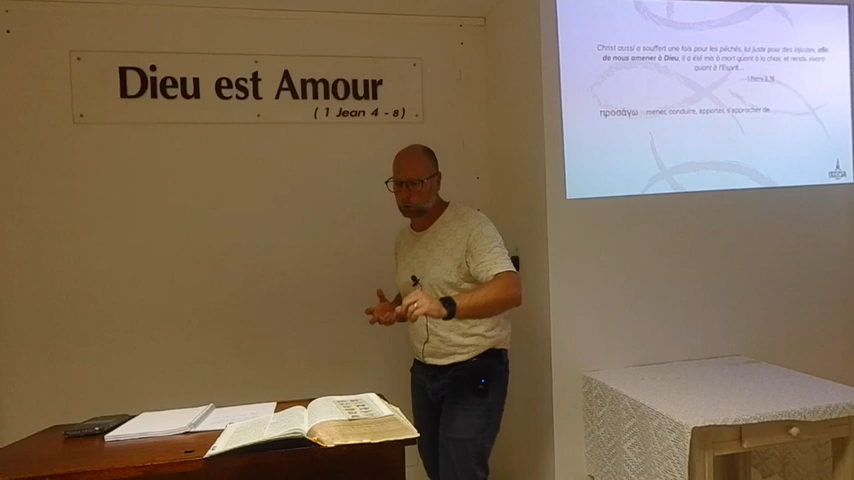 Dieu est Amour
( 1 Jean 4 - 8 )
Christ aussi a souffert une fois pour les péchés, lui juste pour des injustes, afin
de nous amener à Dieu; il a été mis à mort quant à la chair, et rendu vivant
quant à l'Esprit...
1 Pierre 3.18
προσάγω : mener, conduire, apporter, s'approcher de